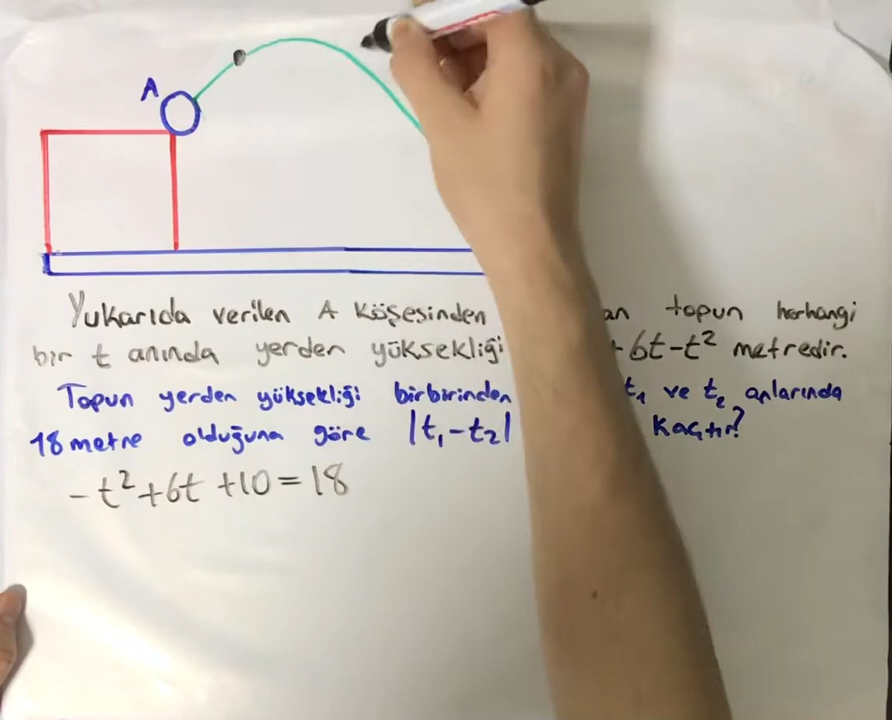 A
Yukarıda verilen A köşesinden an topun herhangi
bir t anında yerden yüksekliği +6t-t² metredir.
Topun yerden yüksekliği birbirinden t₁ ve t₂ anlarında
18 metre olduğuna göre |t₁-t₂| kaçtır?
-t²+6t+10=18